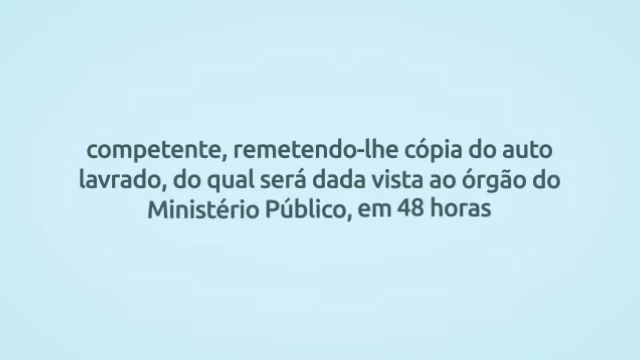 competente, remetendo-lhe cópia do auto
lavrado, do qual será dada vista ao órgão do
Ministério Público, em 48 horas